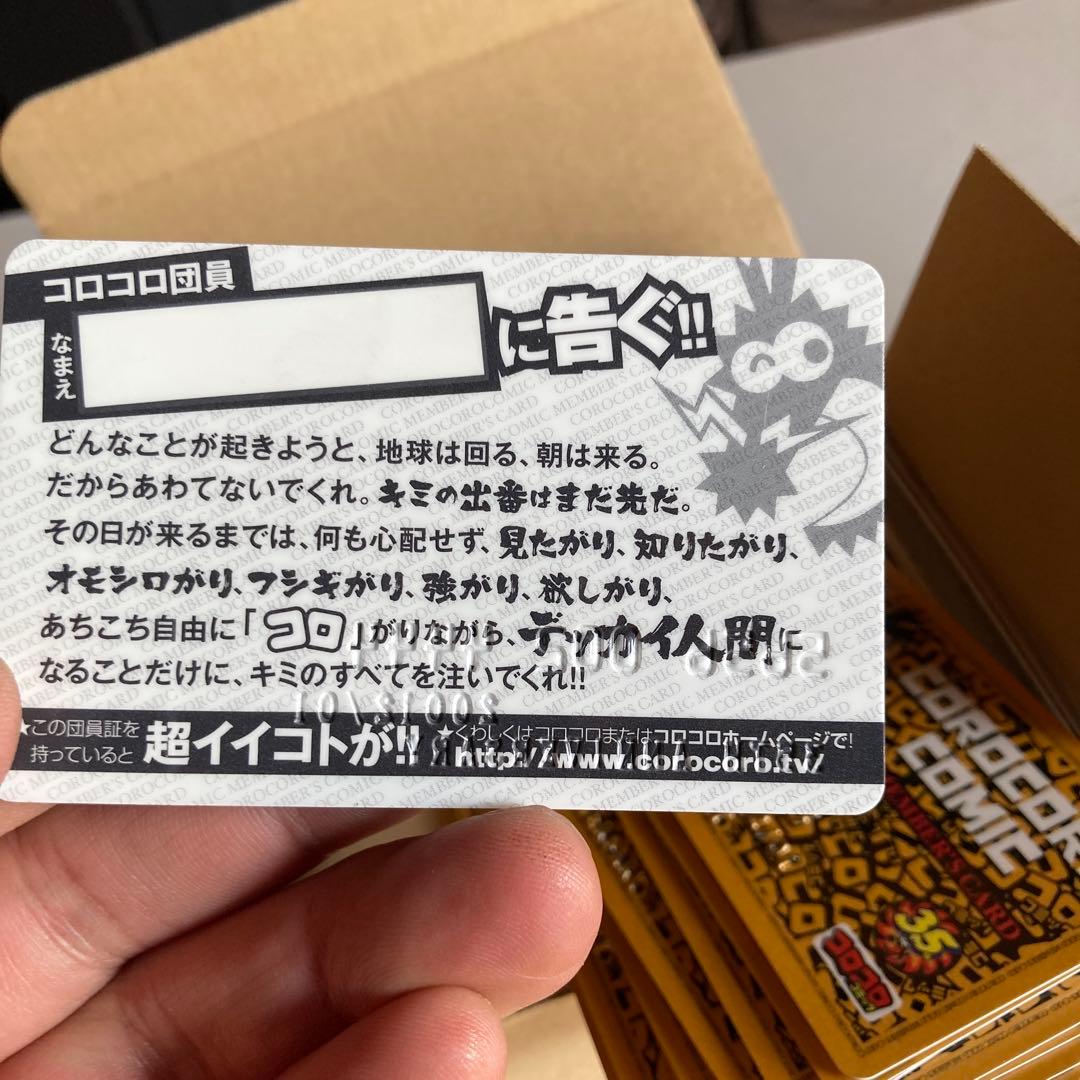 コロコロ団員
なまえ
に告ぐ!!
どんなことが起きようと、地球は回る、朝は来る。
だからあわてないでくれ。キミの出番はまだ先だ。
その日が来るまでは、何も心配せず、見たがり、知りたがり、
オモシロがり、フシギがり、強がり、欲しがり、
あちこち自由に「コロ」がりながら、デッカイ人間に
なることだけに、キミのすべてを注いでくれ!!
★この団員証を
持っていると
超イイコトが!!
★くわしくはコロコロまたはコロコロホームページで!
http://www.corocoro.tv/
COROCORO
COMIC
MEMBER'S CARD
35
コロコロ